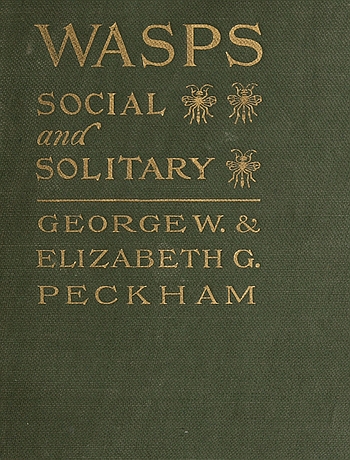 WASPS
SOCIAL
and
SOLITARY
GEORGE W. &
ELIZABETH G.
PECKHAM